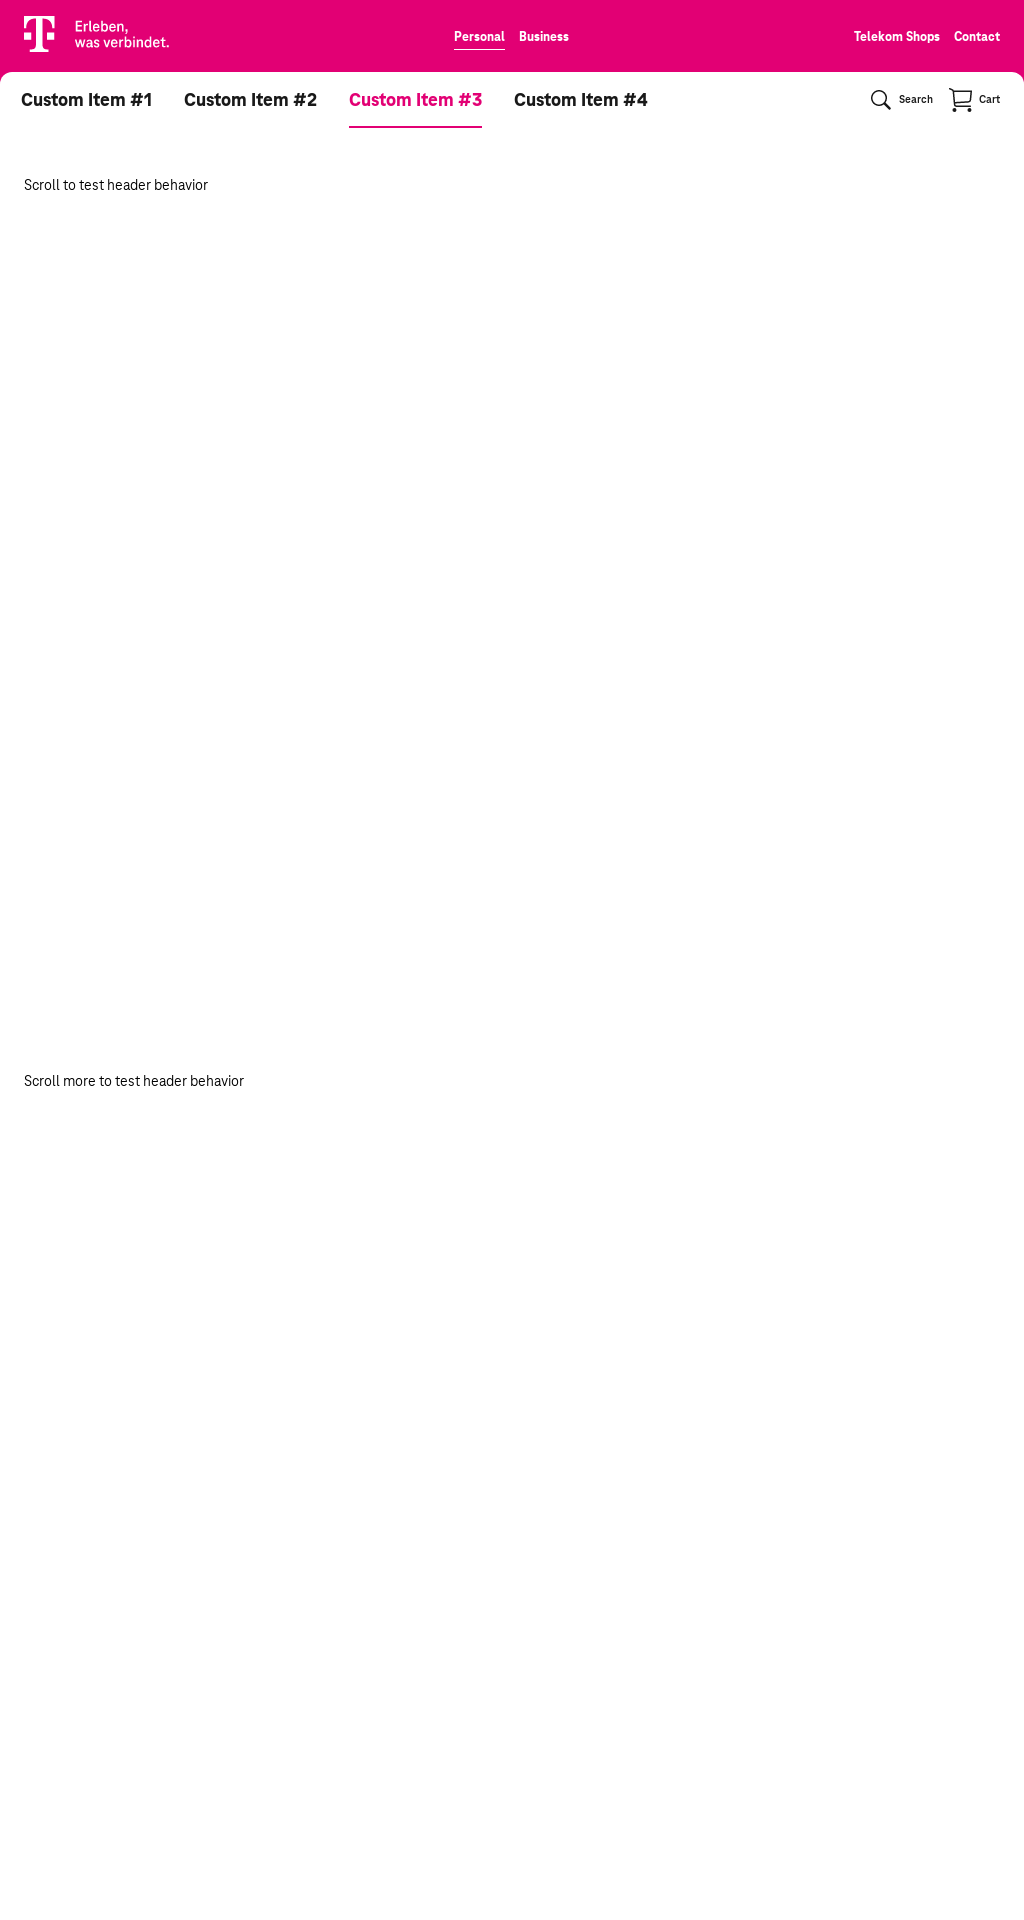 Erleben,
was verbindet.
Personal Business
Telekom Shops Contact
Custom Item #1 Custom Item #2 Custom Item #3 Custom Item #4
Search Cart
Scroll to test header behavior
Scroll more to test header behavior